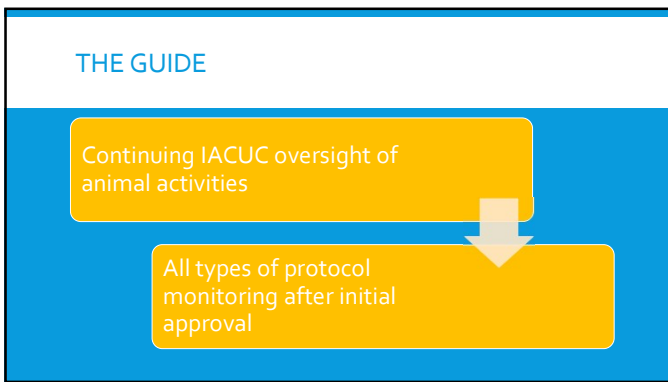 THE GUIDE
Continuing IACUC oversight of
animal activities
All types of protocol
monitoring after initial
approval